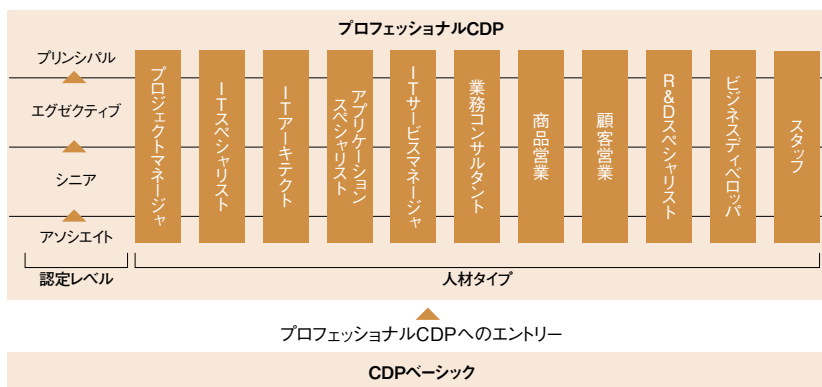 プロフェッショナルCDP
プリンシパル
エグゼクティブ
シニア
アソシエイト
プロジェクトマネージャ
ITスペシャリスト
ITアーキテクト
アプリケーション
スペシャリスト
ITサービスマネージャ
業務コンサルタント
商品営業
顧客営業
R&Dスペシャリスト
ビジネスディベロッパ
スタッフ
認定レベル
人材タイプ
プロフェッショナルCDPへのエントリー
CDPベーシック